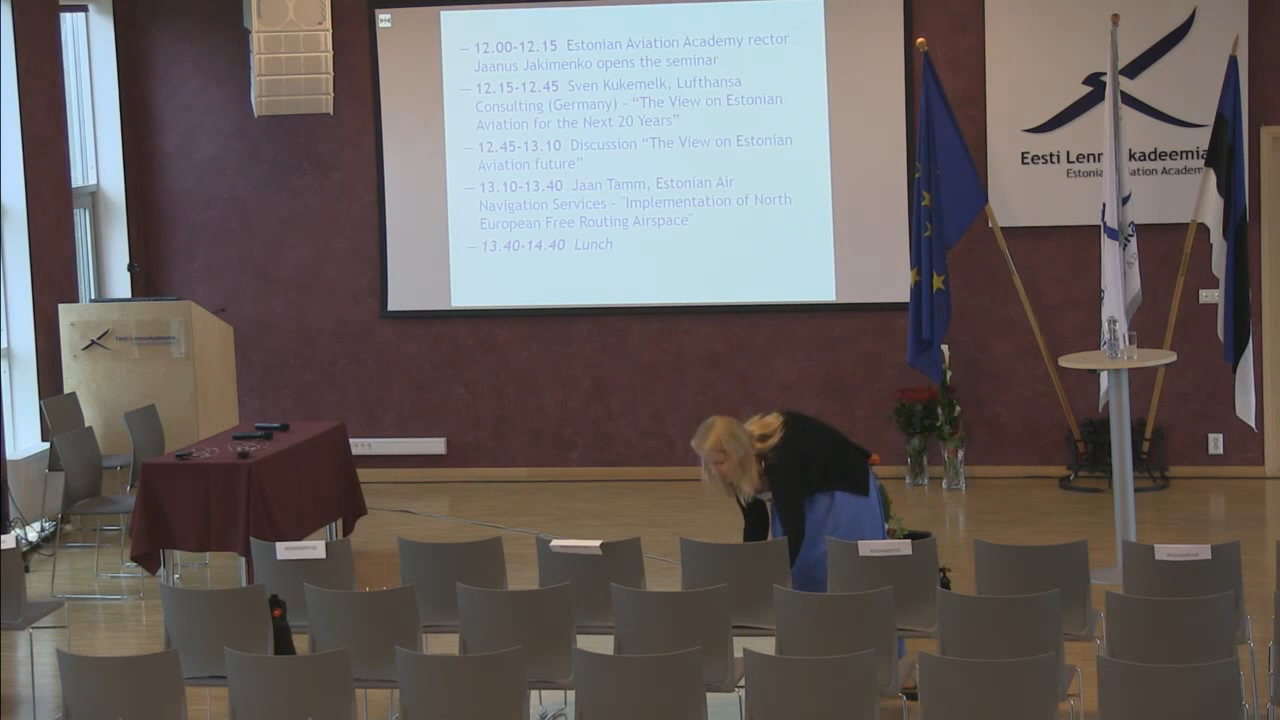 – 12.00-12.15 Estonian Aviation Academy rector
Jaanus Jakimenko opens the seminar
– 12.15-12.45 Sven Kukemelk, Lufthansa
Consulting (Germany) - “The View on Estonian
Aviation for the Next 20 Years”
– 12.45-13.10 Discussion “The View on Estonian
Aviation future”
– 13.10-13.40 Jaan Tamm, Estonian Air
Navigation Services - "Implementation of North
European Free Routing Airspace"
– 13.40-14.40 Lunch
Eesti
Aviation
Eesti Lennuakadeemia